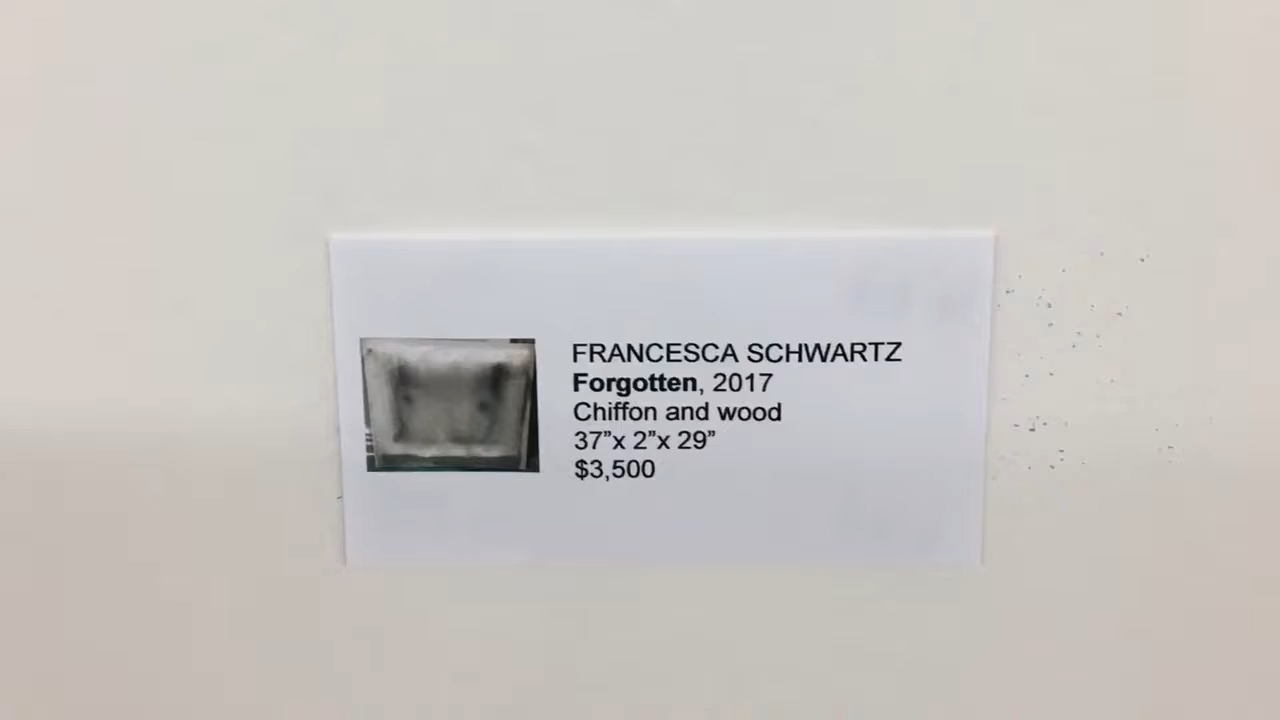 FRANCESCA SCHWARTZ
Forgotten, 2017
Chiffon and wood
37”x 2”x 29”
$3,500